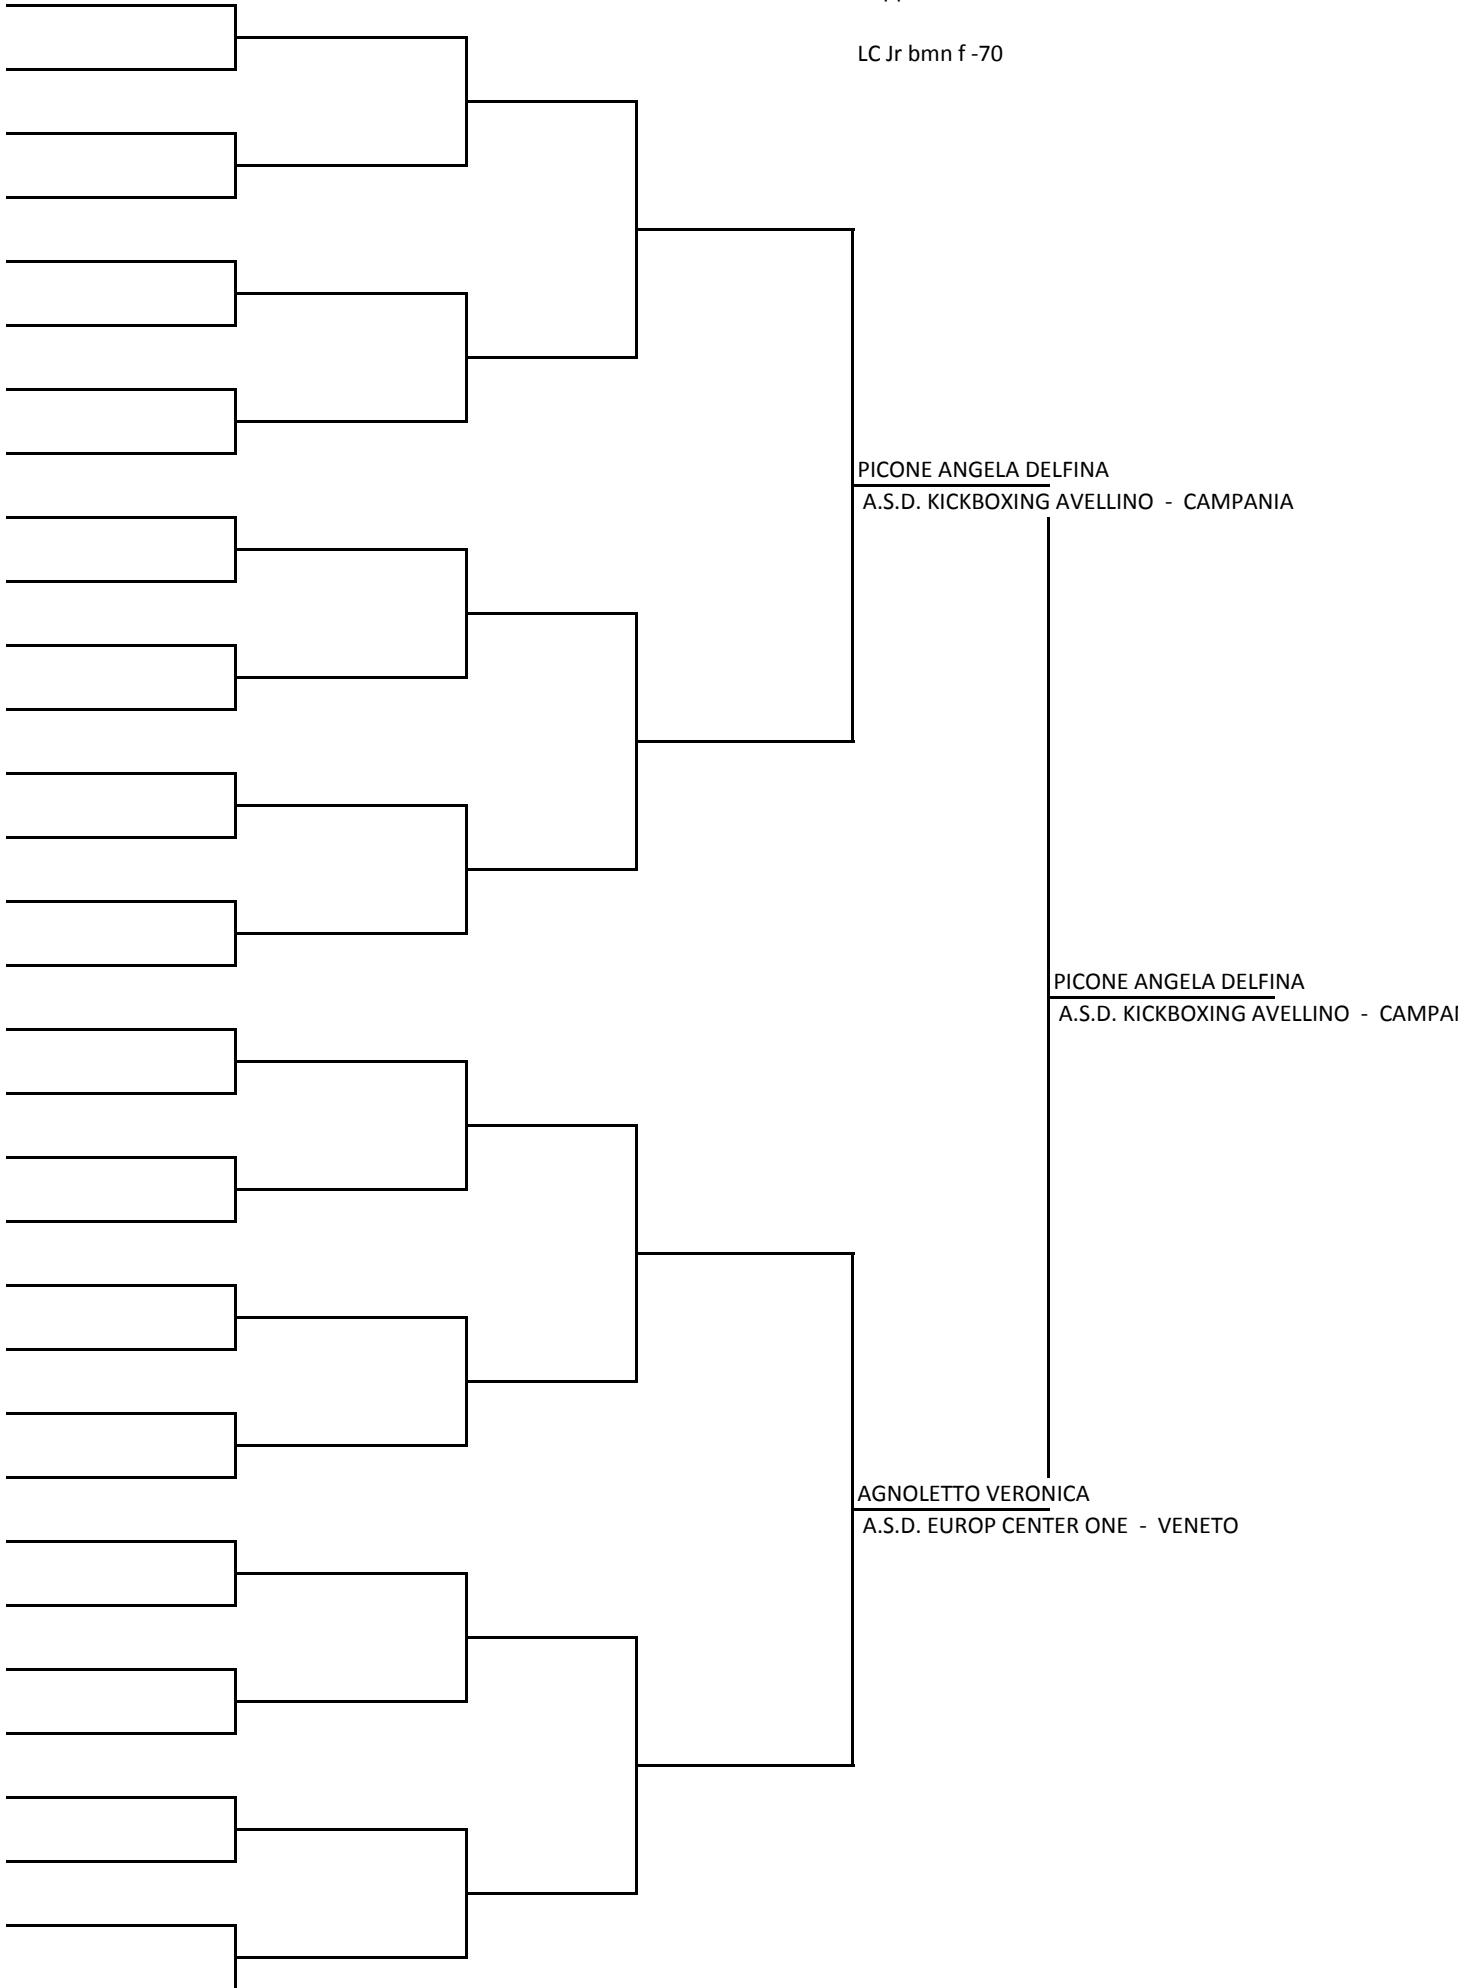 LC Jr bmn f -70
PICONE ANGELA DELFINA
A.S.D. KICKBOXING AVELLINO - CAMPANIA
PICONE ANGELA DELFINA
A.S.D. KICKBOXING AVELLINO -
AGNOLETTO VERONICA
A.S.D. EUROP CENTER ONE - VENETO